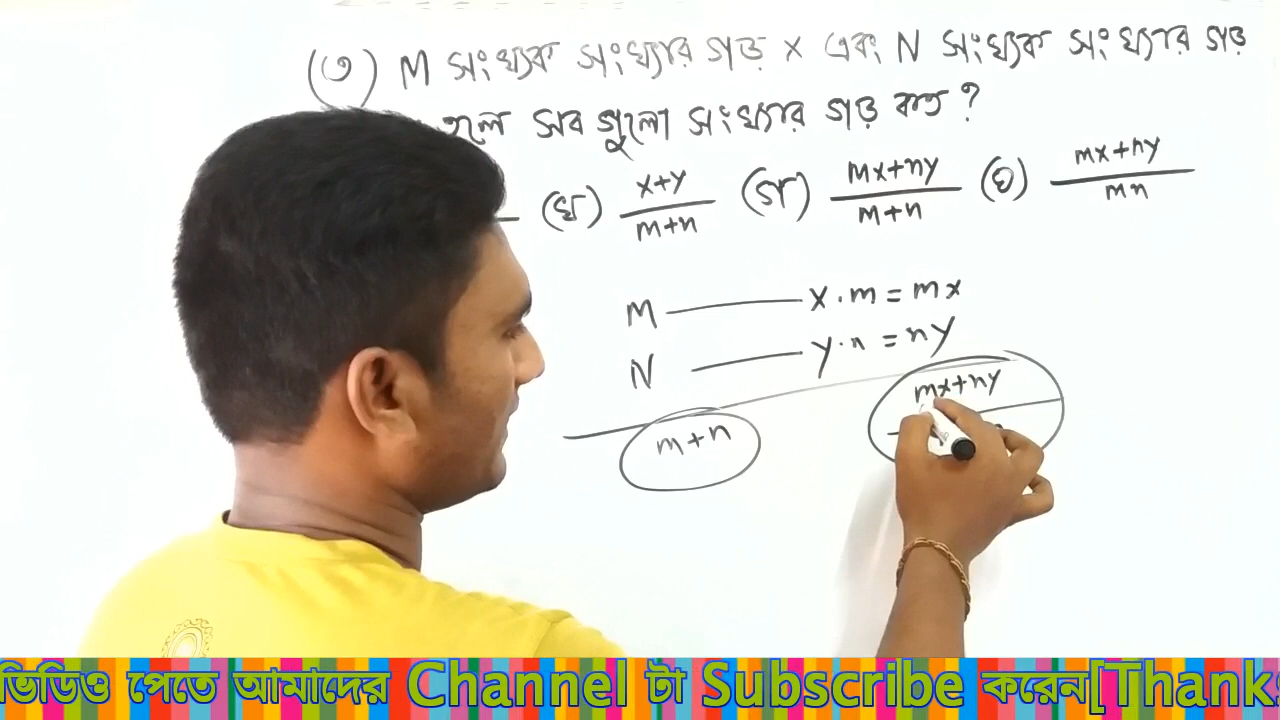 (৩) M সংখ্যক সংখ্যার গড় x এবং N সংখ্যক সংখ্যার গড়
হলে সব গুলো সংখ্যার গড় কত ?
(খ) x+y / m+n (গ) mx+ny / m+n (ঘ) mx+ny / mn
M ——— x·m = mx
N ——— y·n = ny
m+n mx+ny
ভিডিও পেতে আমাদের Channel টা Subscribe করেন[Thanks